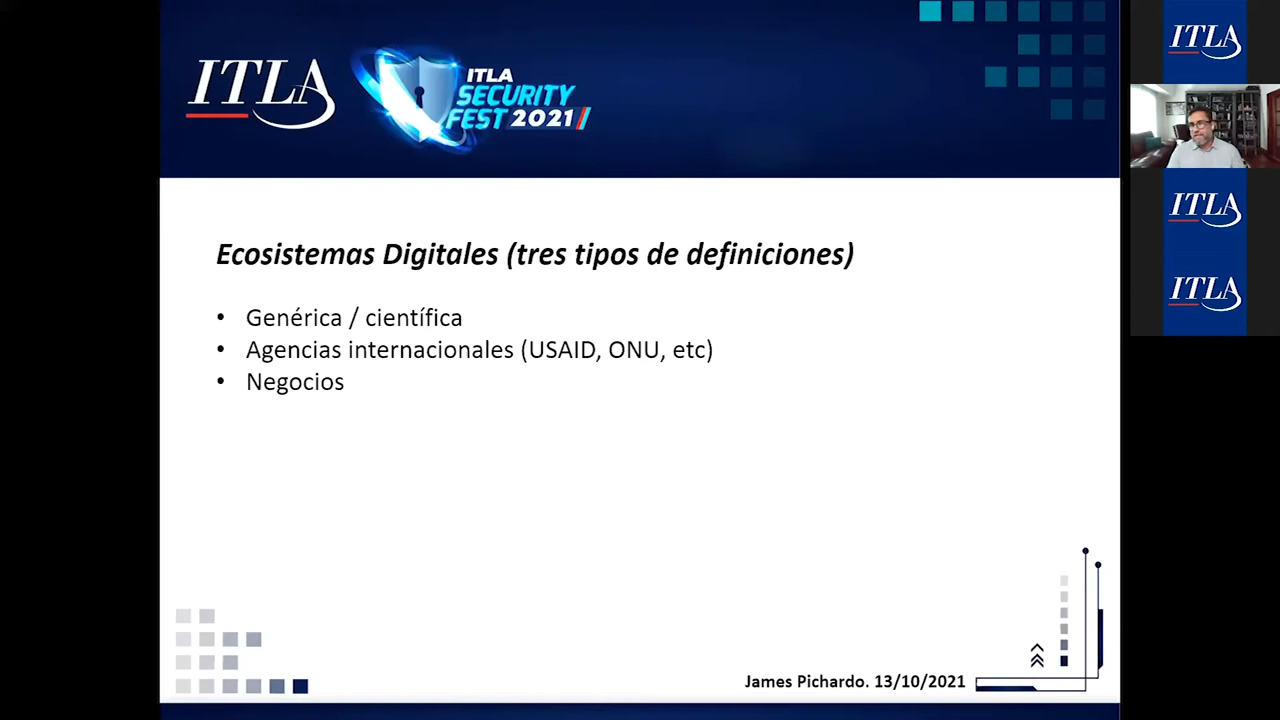 ITLA
ITLA
SECURITY
FEST 2021
Ecosistemas Digitales (tres tipos de definiciones)
• Genérica / científica
• Agencias internacionales (USAID, ONU, etc)
• Negocios
James Pichardo. 13/10/2021
ITLA
ITLA
ITLA